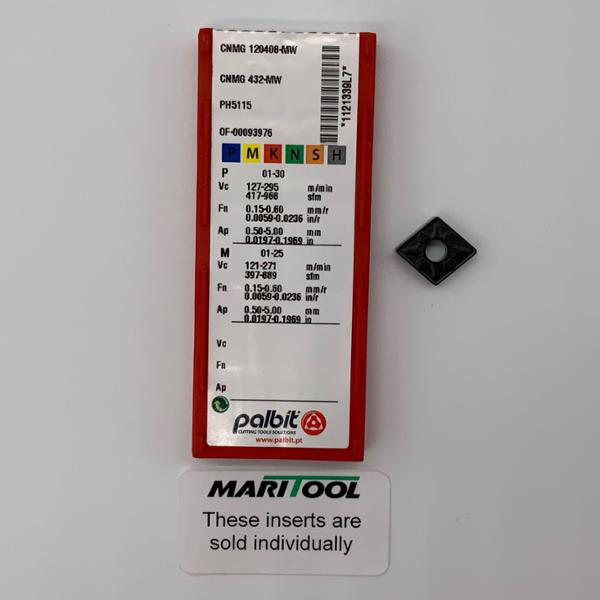 CNMG 120408-MW
CNMG 432-MW
PH5115
OF-00093976
*1121339L7*
P M K N S H
P 01-30
Vc 127-295 m/min
417-968 sfm
Fn 0.15-0.60 mm/r
0.0059-0.0236 in/r
Ap 0.50-5.00 mm
0.0197-0.1969 in
M 01-25
Vc 121-271 m/min
397-889 sfm
Fn 0.15-0.60 mm/r
0.0059-0.0236 in/r
Ap 0.50-5.00 mm
0.0197-0.1969 in
Vc
Fn
Ap
palbit
CUTTING TOOLS SOLUTIONS
www.palbit.pt
MARITOOL
These inserts are
sold individually